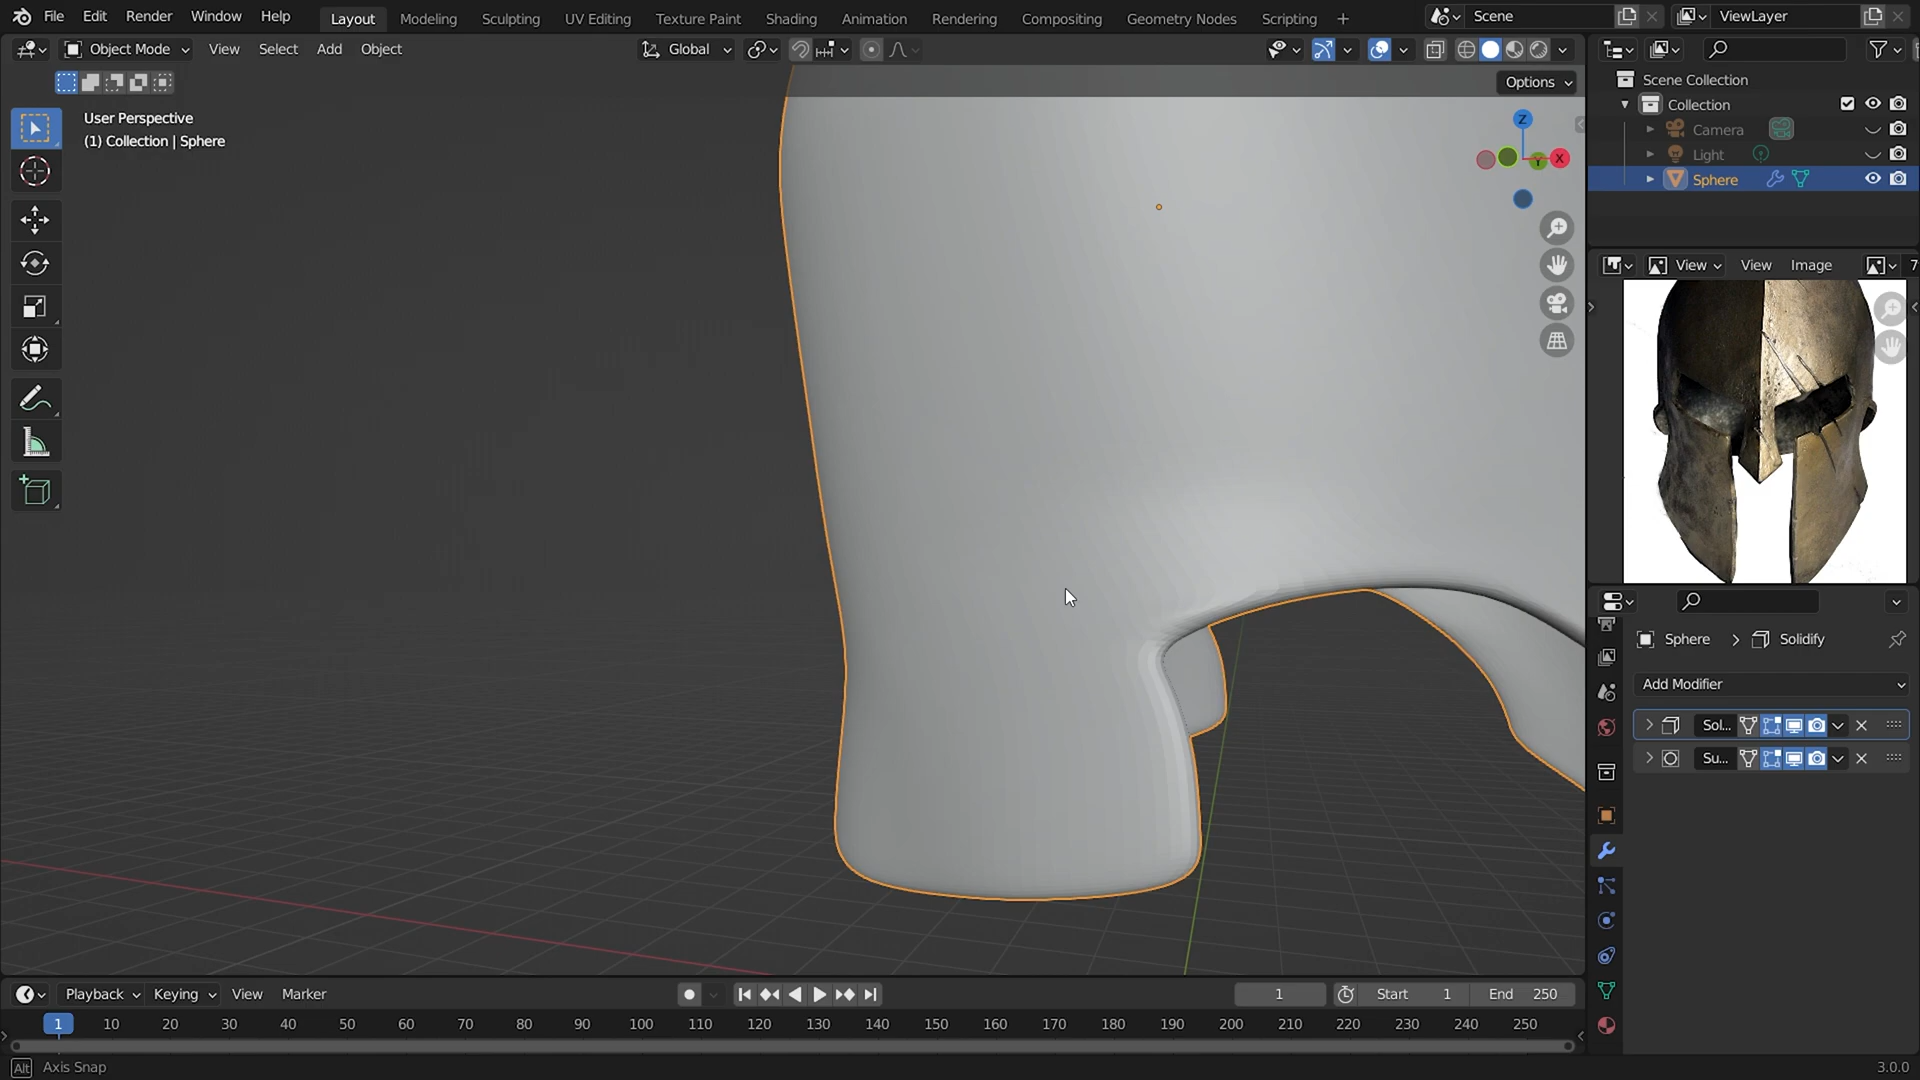 File Edit Render Window Help Layout Modeling Sculpting UV Editing Texture Paint Shading Animation Rendering Compositing Geometry Nodes Scripting + Scene ViewLayer
Object Mode View Select Add Object Global
Options
User Perspective
(1) Collection | Sphere
Z
Y X
Scene Collection
Collection
Camera
Light
Sphere
View View Image 7
Sphere > Solidify
Add Modifier
Sol...
Su...
Playback Keying View Marker 1 Start 1 End 250
1 10 20 30 40 50 60 70 80 90 100 110 120 130 140 150 160 170 180 190 200 210 220 230 240 250
Alt Axis Snap 3.0.0